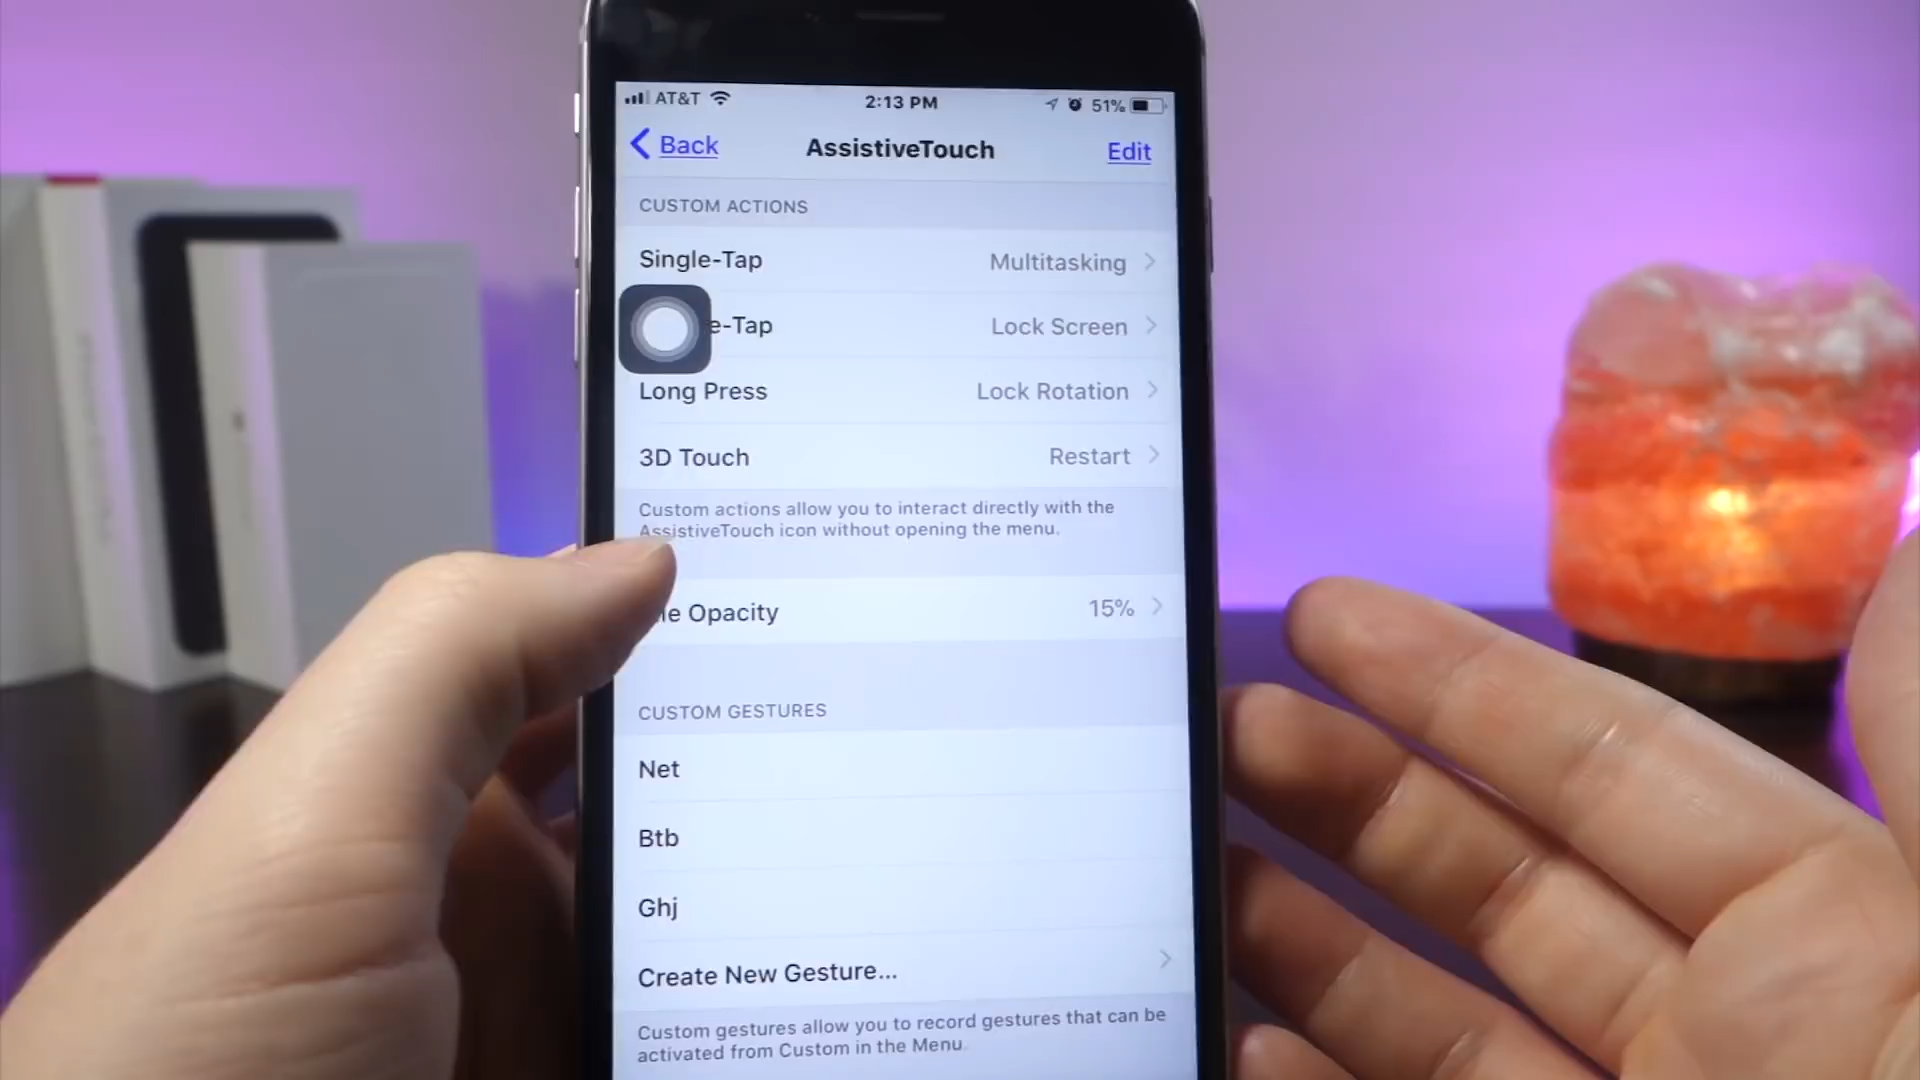 AT&T 2:13 PM 51%
Back AssistiveTouch Edit
CUSTOM ACTIONS
Single-Tap Multitasking
e-Tap Lock Screen
Long Press Lock Rotation
3D Touch Restart
Custom actions allow you to interact directly with the
AssistiveTouch icon without opening the menu.
le Opacity 15%
CUSTOM GESTURES
Net
Btb
Ghj
Create New Gesture...
Custom gestures allow you to record gestures that can be
activated from Custom in the Menu.